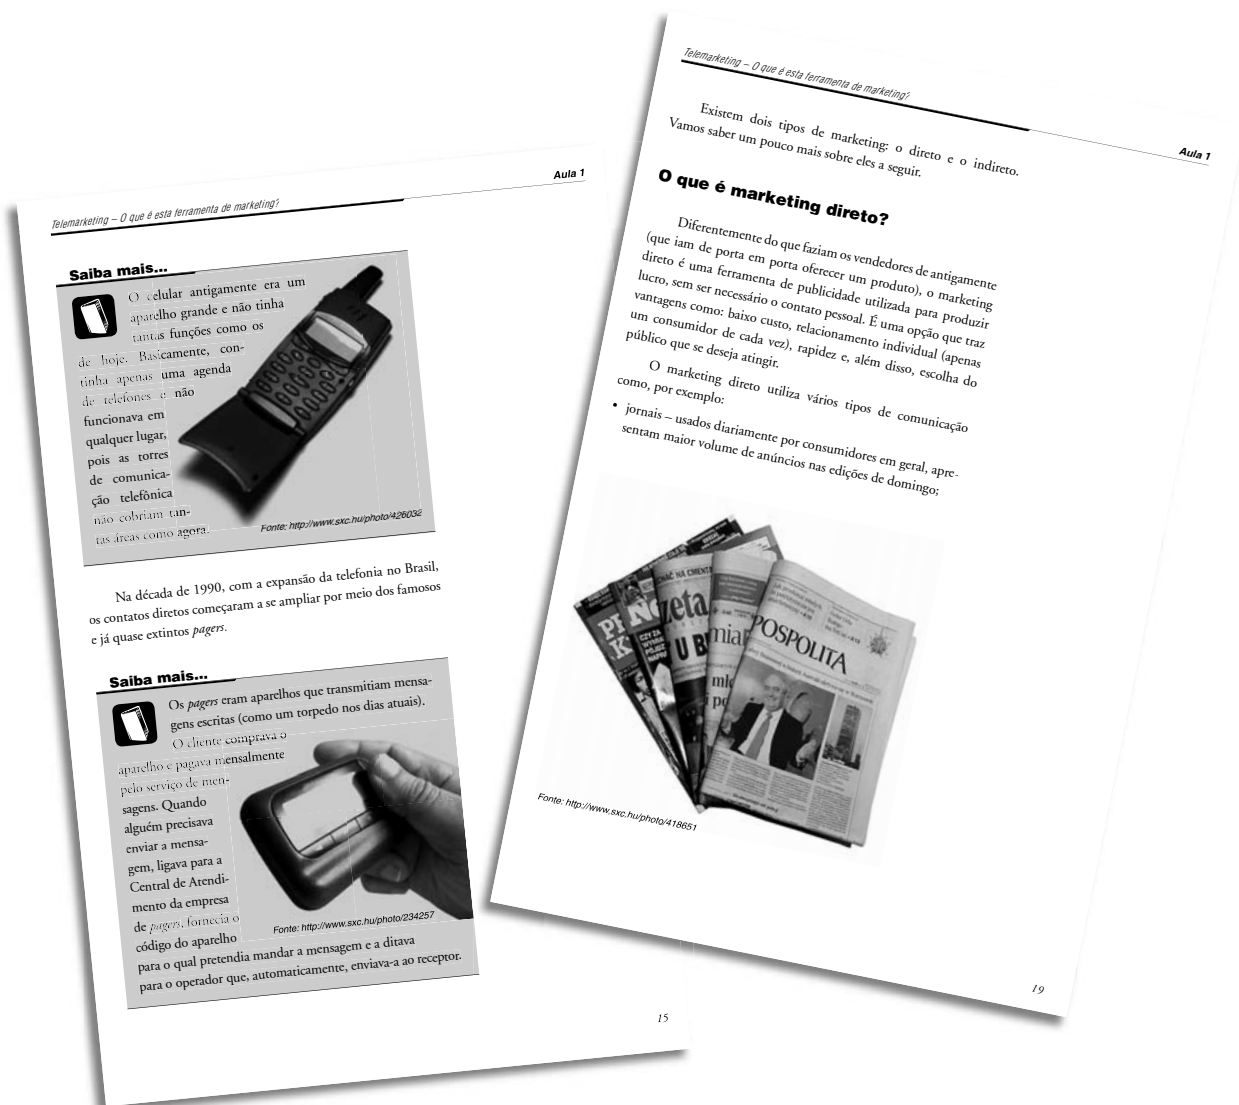 Telemarketing – O que é esta ferramenta de marketing?
Aula 1
Saiba mais...
O celular antigamente era um
aparelho grande e não tinha
tantas funções como os
de hoje. Basicamente, con-
tinha apenas uma agenda
de telefones e não
funcionava em
qualquer lugar,
pois as torres
de comunica-
ção telefônica
não cobriam tan-
tas áreas como agora.
Fonte: http://www.sxc.hu/photo/426032
Na década de 1990, com a expansão da telefonia no Brasil,
os contatos diretos começaram a se ampliar por meio dos famosos
e já quase extintos pagers.
Saiba mais...
Os pagers eram aparelhos que transmitiam mensa-
gens escritas (como um torpedo nos dias atuais).
O cliente comprava o
aparelho e pagava mensalmente
pelo serviço de men-
sagens. Quando
alguém precisava
enviar a mensa-
gem, ligava para a
Central de Atendi-
mento da empresa
de pagers, fornecia o
código do aparelho
para o qual pretendia mandar a mensagem e a ditava
para o operador que, automaticamente, enviava-a ao receptor.
Fonte: http://www.sxc.hu/photo/234257
15
Telemarketing – O que é esta ferramenta de marketing?
Aula 1
Existem dois tipos de marketing: o direto e o indireto.
Vamos saber um pouco mais sobre eles a seguir.
O que é marketing direto?
Diferentemente do que faziam os vendedores de antigamente
(que iam de porta em porta oferecer um produto), o marketing
direto é uma ferramenta de publicidade utilizada para produzir
lucro, sem ser necessário o contato pessoal. É uma opção que traz
vantagens como: baixo custo, relacionamento individual (apenas
um consumidor de cada vez), rapidez e, além disso, escolha do
público que se deseja atingir.
O marketing direto utiliza vários tipos de comunicação
como, por exemplo:
• jornais – usados diariamente por consumidores em geral, apre-
sentam maior volume de anúncios nas edições de domingo;
zeta
U B
miar
POSPOLITA
Fonte: http://www.sxc.hu/photo/418651
19